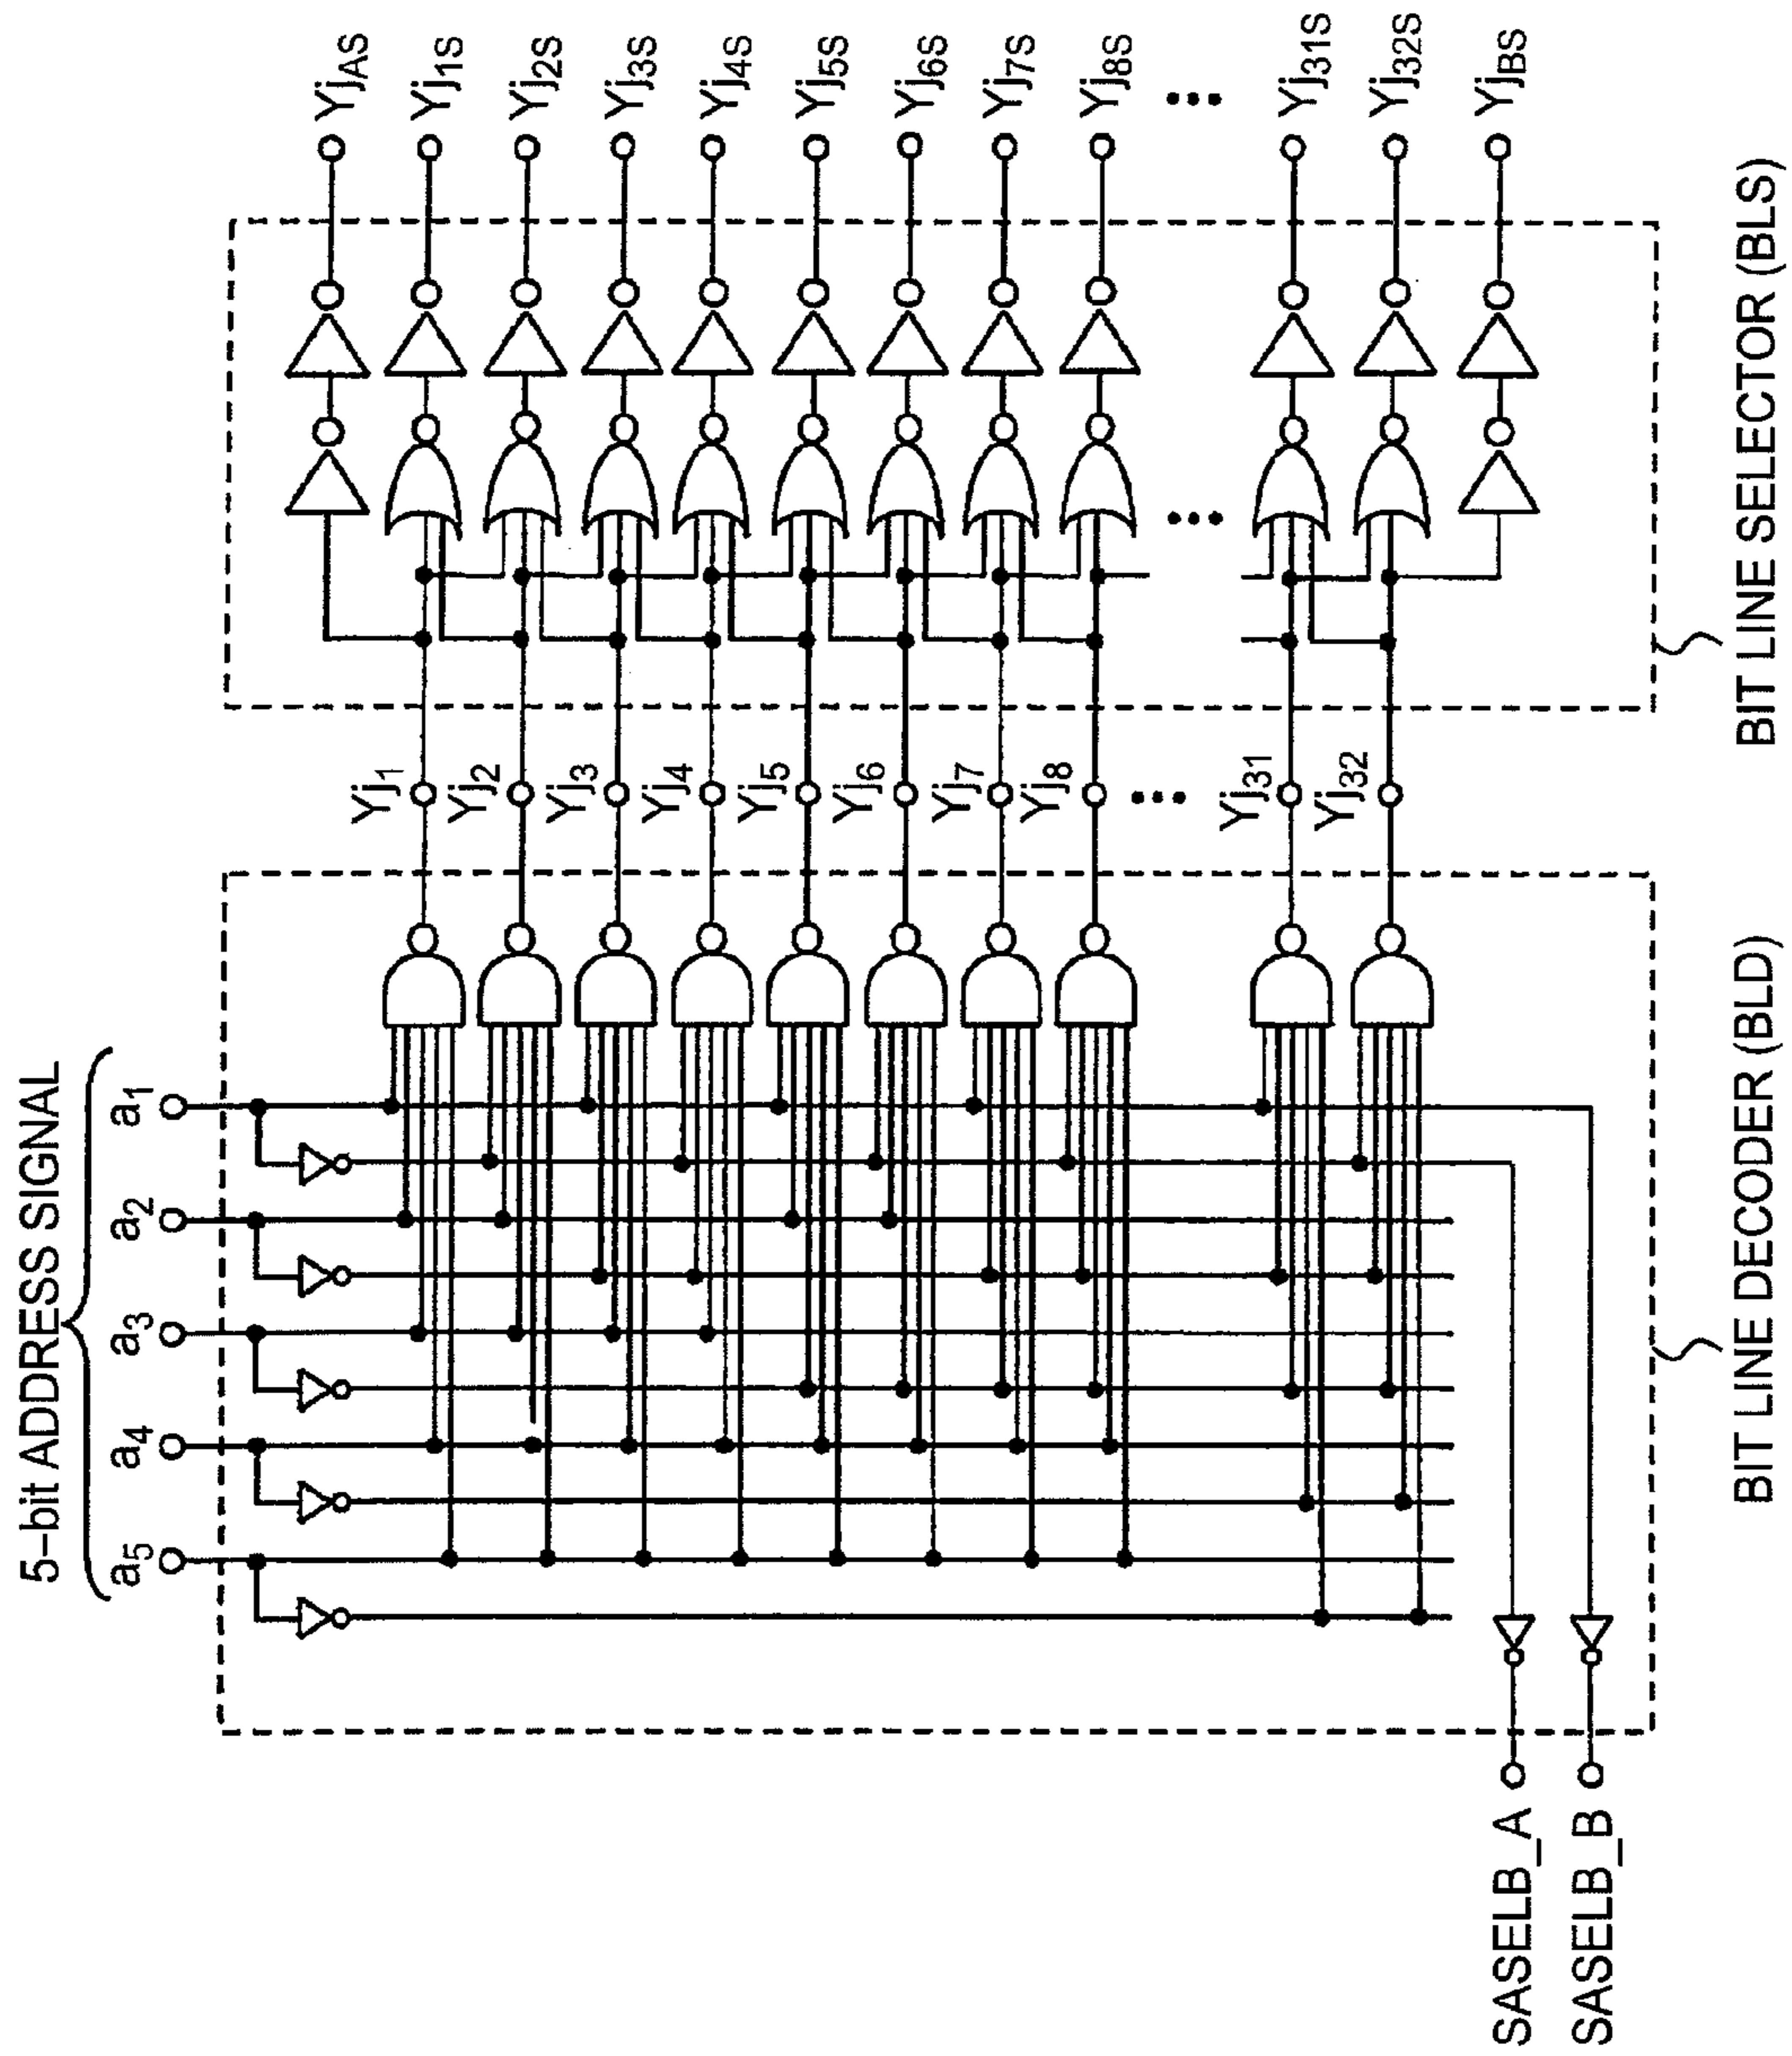 5-bit ADDRESS SIGNAL
a5 a4 a3 a2 a1
SASELB_A
SASELB_B
BIT LINE DECODER (BLD)
Yj1
Yj2
Yj3
Yj4
Yj5
Yj6
Yj7
Yj8
...
Yj31
Yj32
BIT LINE SELECTOR (BLS)
...
YjAS
Yj1S
Yj2S
Yj3S
Yj4S
Yj5S
Yj6S
Yj7S
Yj8S
...
Yj31S
Yj32S
YjBS